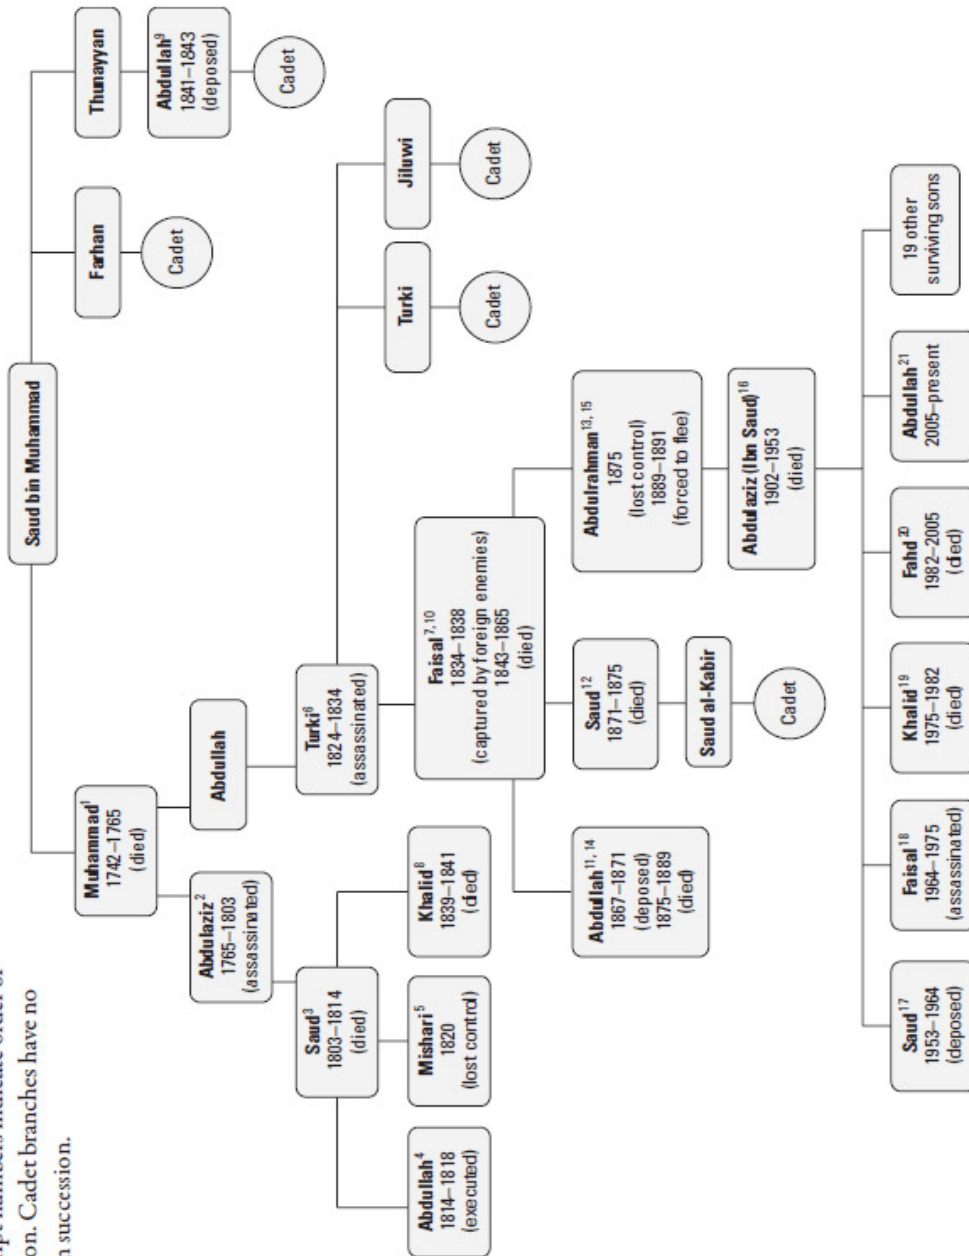 ipt numbers indicate order of
on. Cadet branches have no
n succession.
Saud bin Muhammad
Muhammad¹
1742–1765
(died)
Farhan
Thunayyan
Cadet
Abdullah⁹
1841–1843
(deposed)
Cadet
Abdulaziz²
1765–1803
(assassinated)
Abdullah
Saud³
1803–1814
(died)
Turki⁶
1824–1834
(assassinated)
Turki
Jiluwi
Cadet
Cadet
Abdullah⁴
1814–1818
(executed)
Mishari⁵
1820
(lost control)
Khalid⁸
1839–1841
(died)
Faisal⁷, ¹⁰
1834–1838
(captured by foreign enemies)
1843–1865
(died)
Abdullah¹¹, ¹⁴
1867–1871
(deposed)
1875–1889
(died)
Saud¹²
1871–1875
(died)
Abdulrahman¹³, ¹⁵
1875
(lost control)
1889–1891
(forced to flee)
Saud al-Kabir
Cadet
Abdulaziz (Ibn Saud)¹⁶
1902–1953
(died)
Saud¹⁷
1953–1964
(deposed)
Faisal¹⁸
1964–1975
(assassinated)
Khalid¹⁹
1975–1982
(died)
Fahd²⁰
1982–2005
(died)
Abdullah²¹
2005–present
19 other
surviving sons